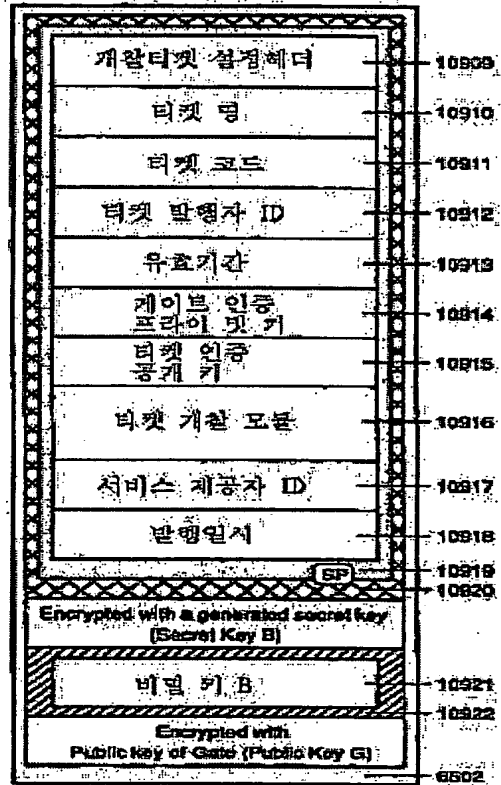 개찰티켓 설정헤더
10909
티켓 명
10910
티켓 코드
10911
티켓 발행자 ID
10912
유효기간
10913
게이트 인증
프라이 빗 키
10914
티켓 인증
공개 키
10915
티켓 개찰 모듈
10916
서비스 제공자 ID
10917
발행일시
10918
SP
10919
10920
Encrypted with a generated secret key
(Secret Key B)
비밀 키 B
10921
10922
Encrypted with
Public key of Gate (Public Key G)
6502